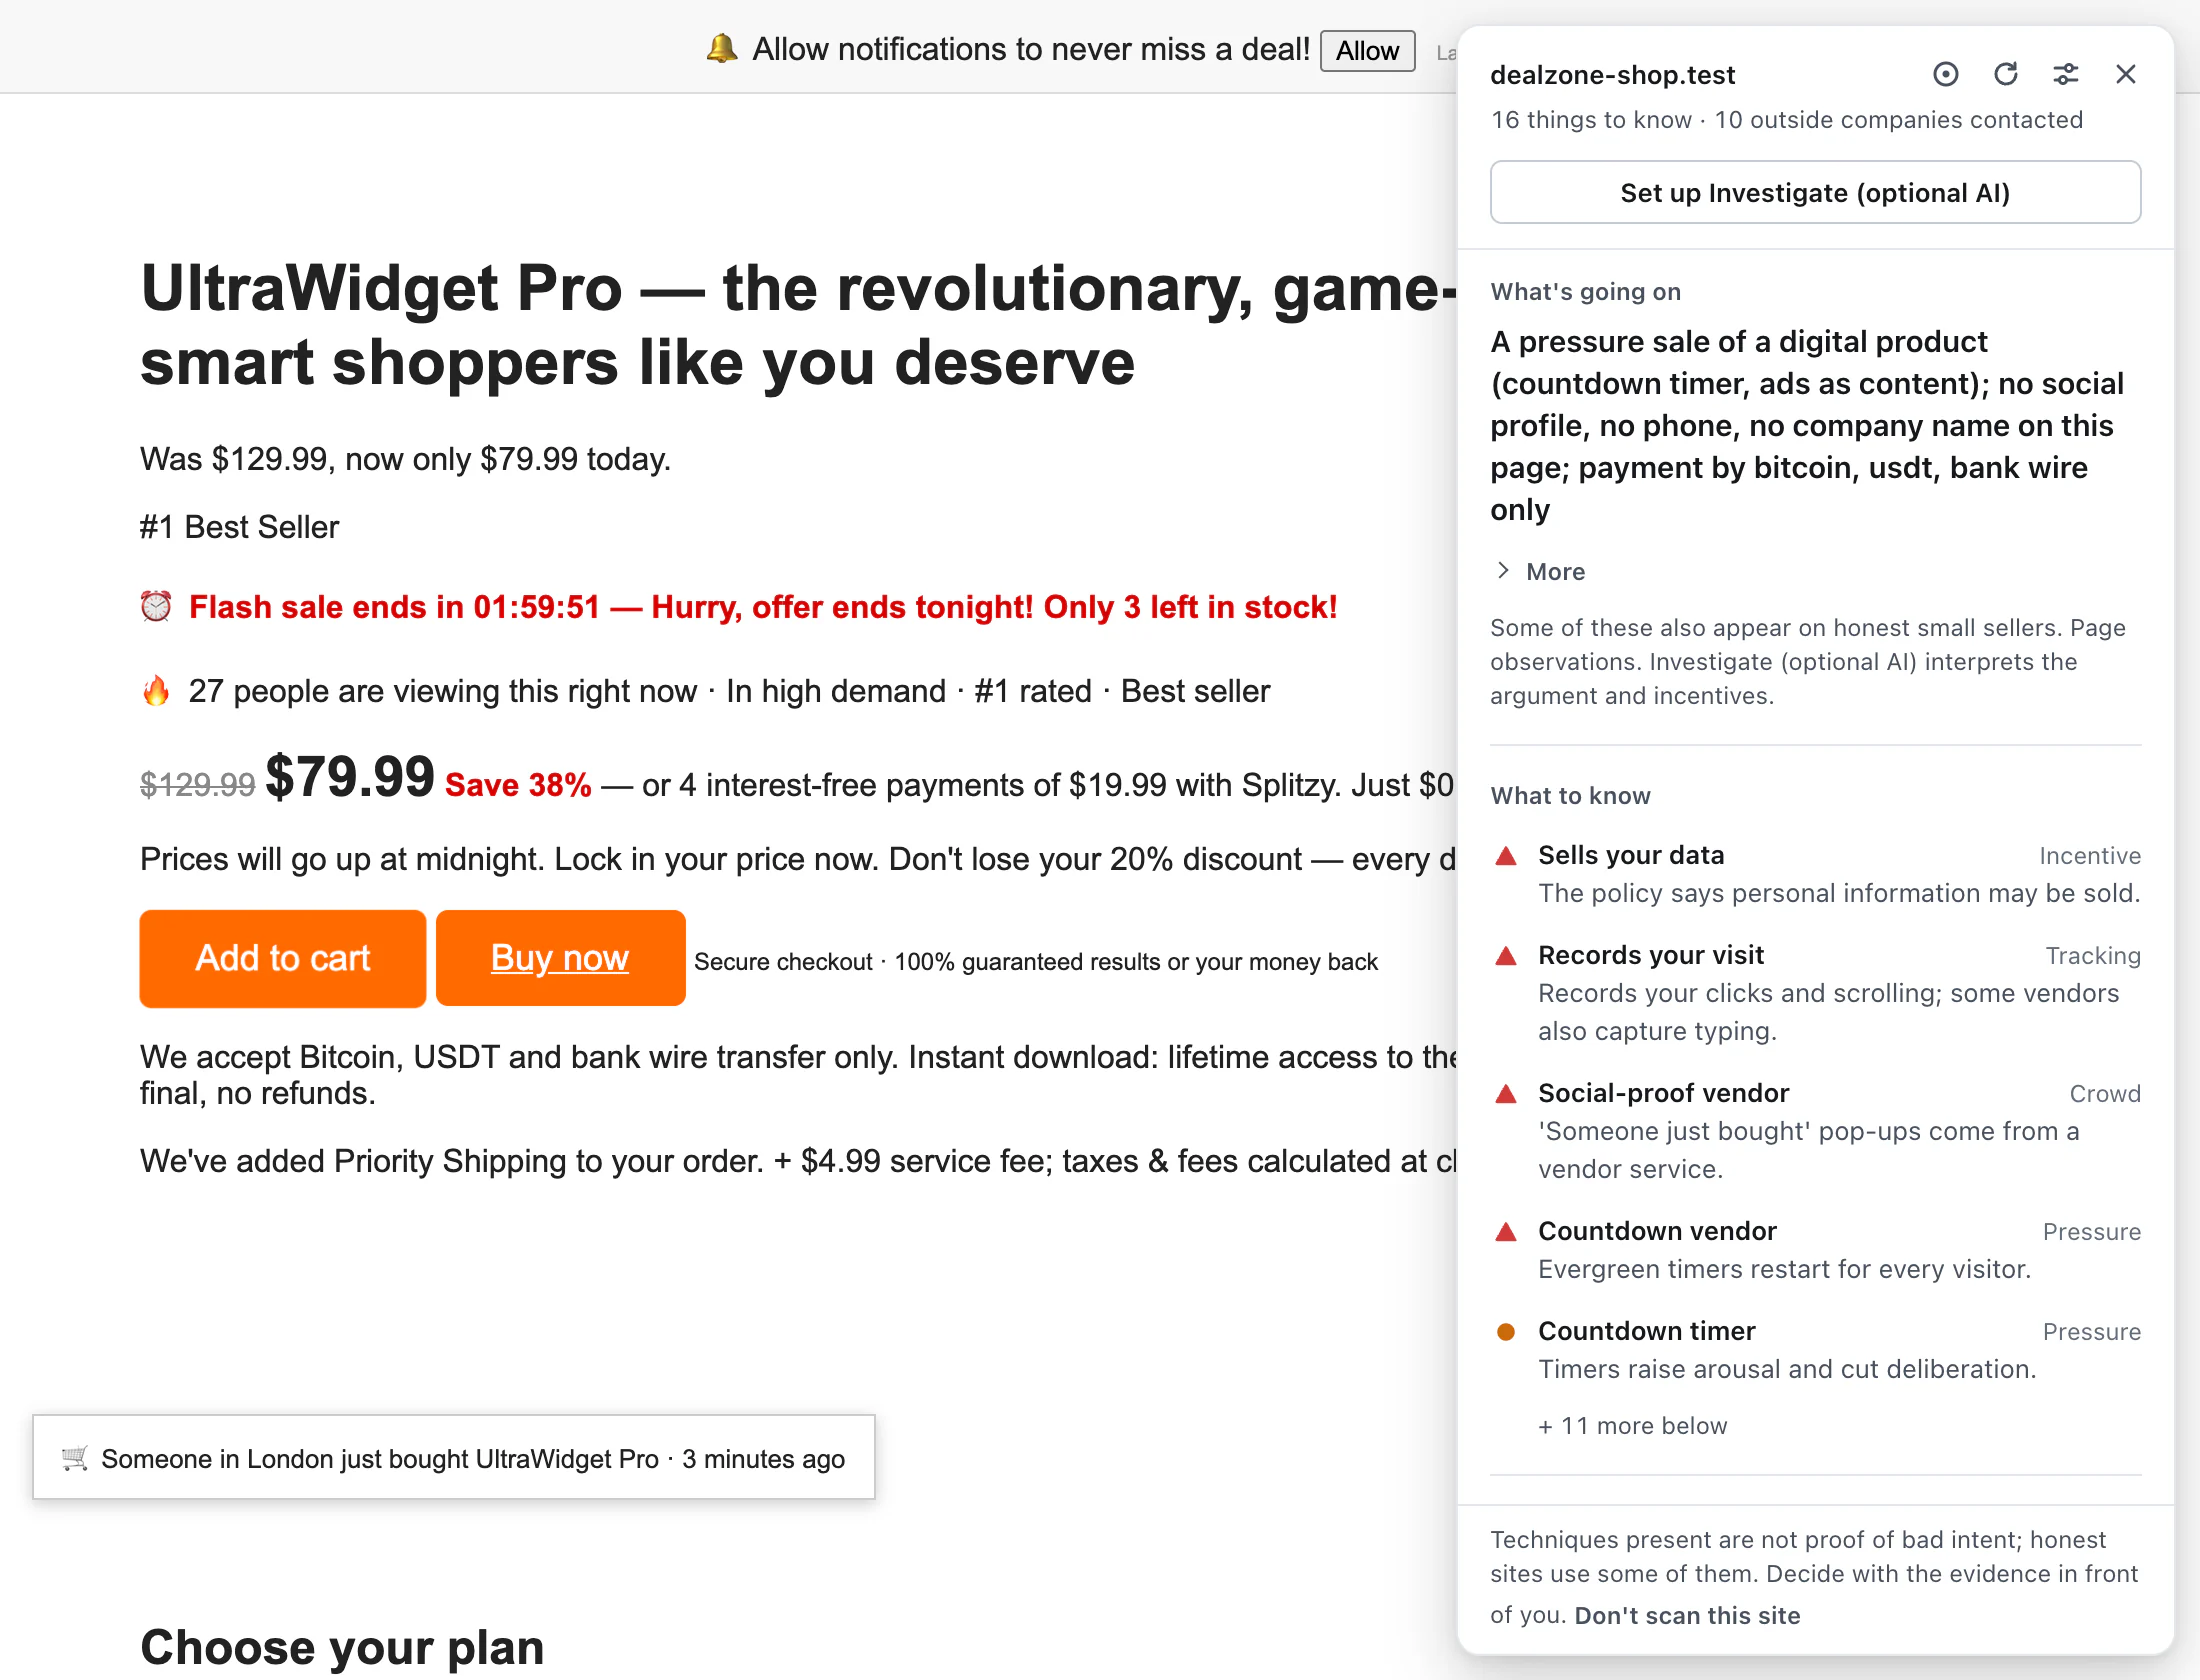 🔔 Allow notifications to never miss a deal! Allow La
UltraWidget Pro — the revolutionary, game-
smart shoppers like you deserve
Was $129.99, now only $79.99 today.
#1 Best Seller
⏰ Flash sale ends in 01:59:51 — Hurry, offer ends tonight! Only 3 left in stock!
🔥 27 people are viewing this right now · In high demand · #1 rated · Best seller
$129.99 $79.99 Save 38% — or 4 interest-free payments of $19.99 with Splitzy. Just $0
Prices will go up at midnight. Lock in your price now. Don't lose your 20% discount — every d
Add to cart Buy now Secure checkout · 100% guaranteed results or your money back
We accept Bitcoin, USDT and bank wire transfer only. Instant download: lifetime access to the
final, no refunds.
We've added Priority Shipping to your order. + $4.99 service fee; taxes & fees calculated at cl
🛒 Someone in London just bought UltraWidget Pro · 3 minutes ago
Choose your plan
dealzone-shop.test
16 things to know · 10 outside companies contacted
Set up Investigate (optional AI)
What's going on
A pressure sale of a digital product
(countdown timer, ads as content); no social
profile, no phone, no company name on this
page; payment by bitcoin, usdt, bank wire
only
More
Some of these also appear on honest small sellers. Page
observations. Investigate (optional AI) interprets the
argument and incentives.
What to know
Sells your data Incentive
The policy says personal information may be sold.
Records your visit Tracking
Records your clicks and scrolling; some vendors
also capture typing.
Social-proof vendor Crowd
'Someone just bought' pop-ups come from a
vendor service.
Countdown vendor Pressure
Evergreen timers restart for every visitor.
Countdown timer Pressure
Timers raise arousal and cut deliberation.
+ 11 more below
Techniques present are not proof of bad intent; honest
sites use some of them. Decide with the evidence in front
of you. Don't scan this site